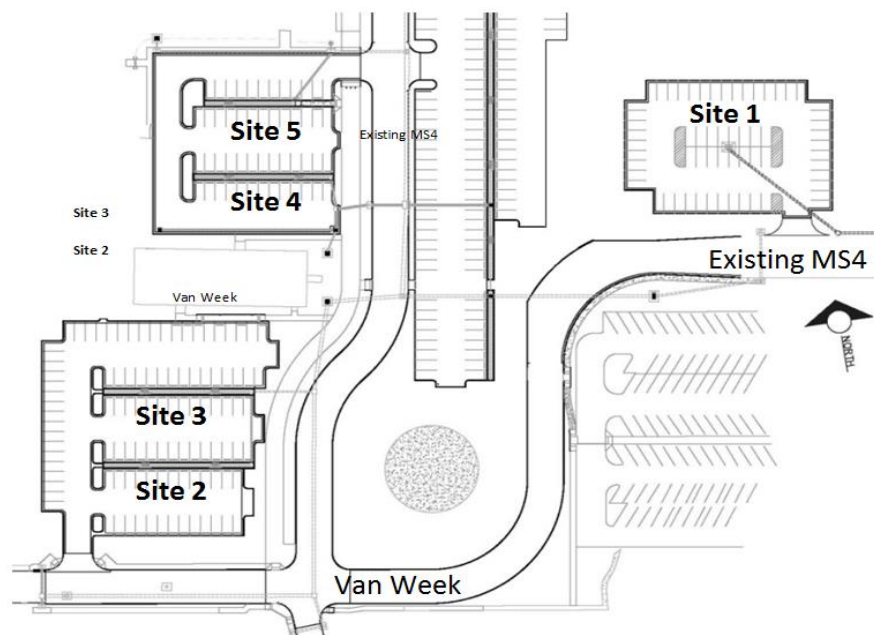 Site 1
Site 5
Existing MS4
Site 4
Site 3
Site 2
Existing MS4
Van Week
NORTH
Site 3
Site 2
Van Week